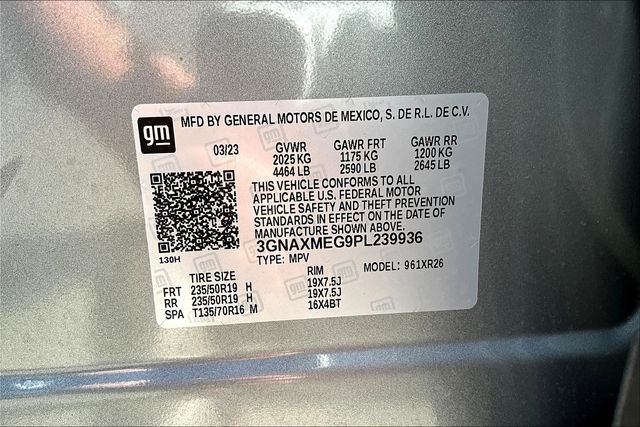 MFD BY GENERAL MOTORS DE MEXICO, S. DE R.L. DE C.V.
gm
03/23 GVWR GAWR FRT GAWR RR
2025 KG 1175 KG 1200 KG
4464 LB 2590 LB 2645 LB
THIS VEHICLE CONFORMS TO ALL
APPLICABLE U.S. FEDERAL MOTOR
VEHICLE SAFETY AND THEFT PREVENTION
STANDARDS IN EFFECT ON THE DATE OF
MANUFACTURE SHOWN ABOVE.
3GNAXMEG9PL239936
130H TYPE: MPV MODEL: 961XR26
TIRE SIZE RIM
FRT 235/50R19 H 19X7.5J
RR 235/50R19 H 19X7.5J
SPA T135/70R16 M 16X4BT